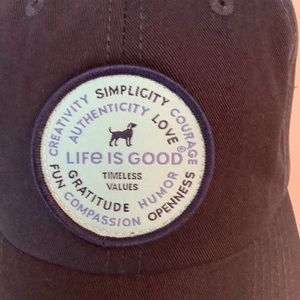 CREATIVITY SIMPLICITY COURAGE
AUTHENTICITY LOVE
LIFe IS GOOD®
TIMELESS
VALUES
GRATITUDE HUMOR
FUN COMPASSION OPENNESS